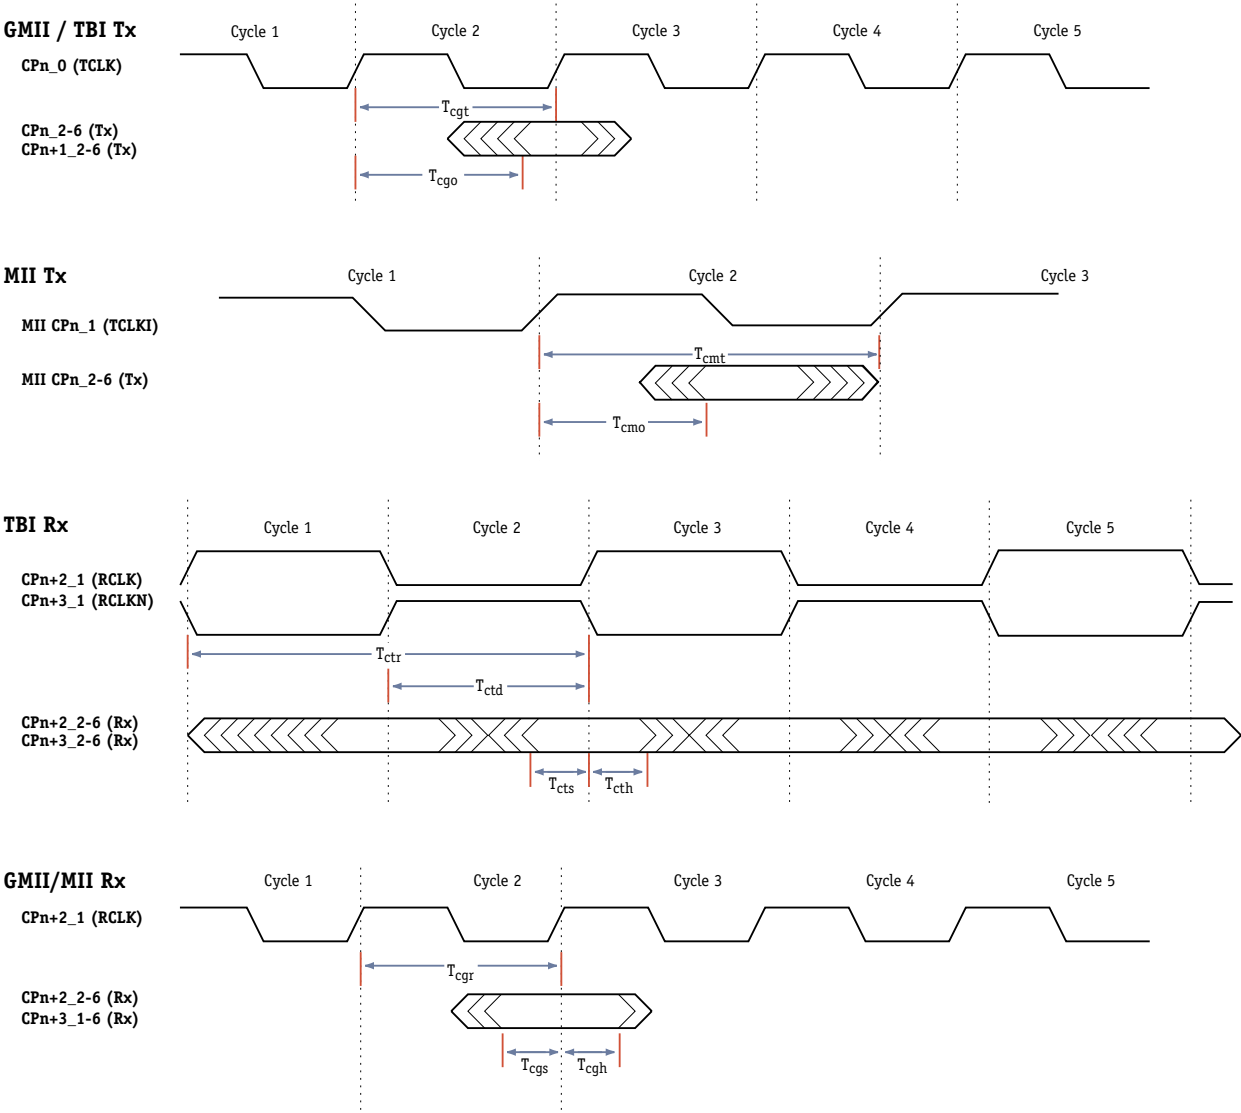 GMII / TBI Tx
Cycle 1 Cycle 2 Cycle 3 Cycle 4 Cycle 5
CPn_0 (TCLK)
Tcgt
CPn_2-6 (Tx)
CPn+1_2-6 (Tx)
Tcgo
MII Tx
Cycle 1 Cycle 2 Cycle 3
MII CPn_1 (TCLKI)
Tcmt
MII CPn_2-6 (Tx)
Tcmo
TBI Rx
Cycle 1 Cycle 2 Cycle 3 Cycle 4 Cycle 5
CPn+2_1 (RCLK)
CPn+3_1 (RCLKN)
Tctr
Tctd
CPn+2_2-6 (Rx)
CPn+3_2-6 (Rx)
Tcts Tcth
GMII/MII Rx
Cycle 1 Cycle 2 Cycle 3 Cycle 4 Cycle 5
CPn+2_1 (RCLK)
Tcgr
CPn+2_2-6 (Rx)
CPn+3_1-6 (Rx)
Tcgs Tcgh